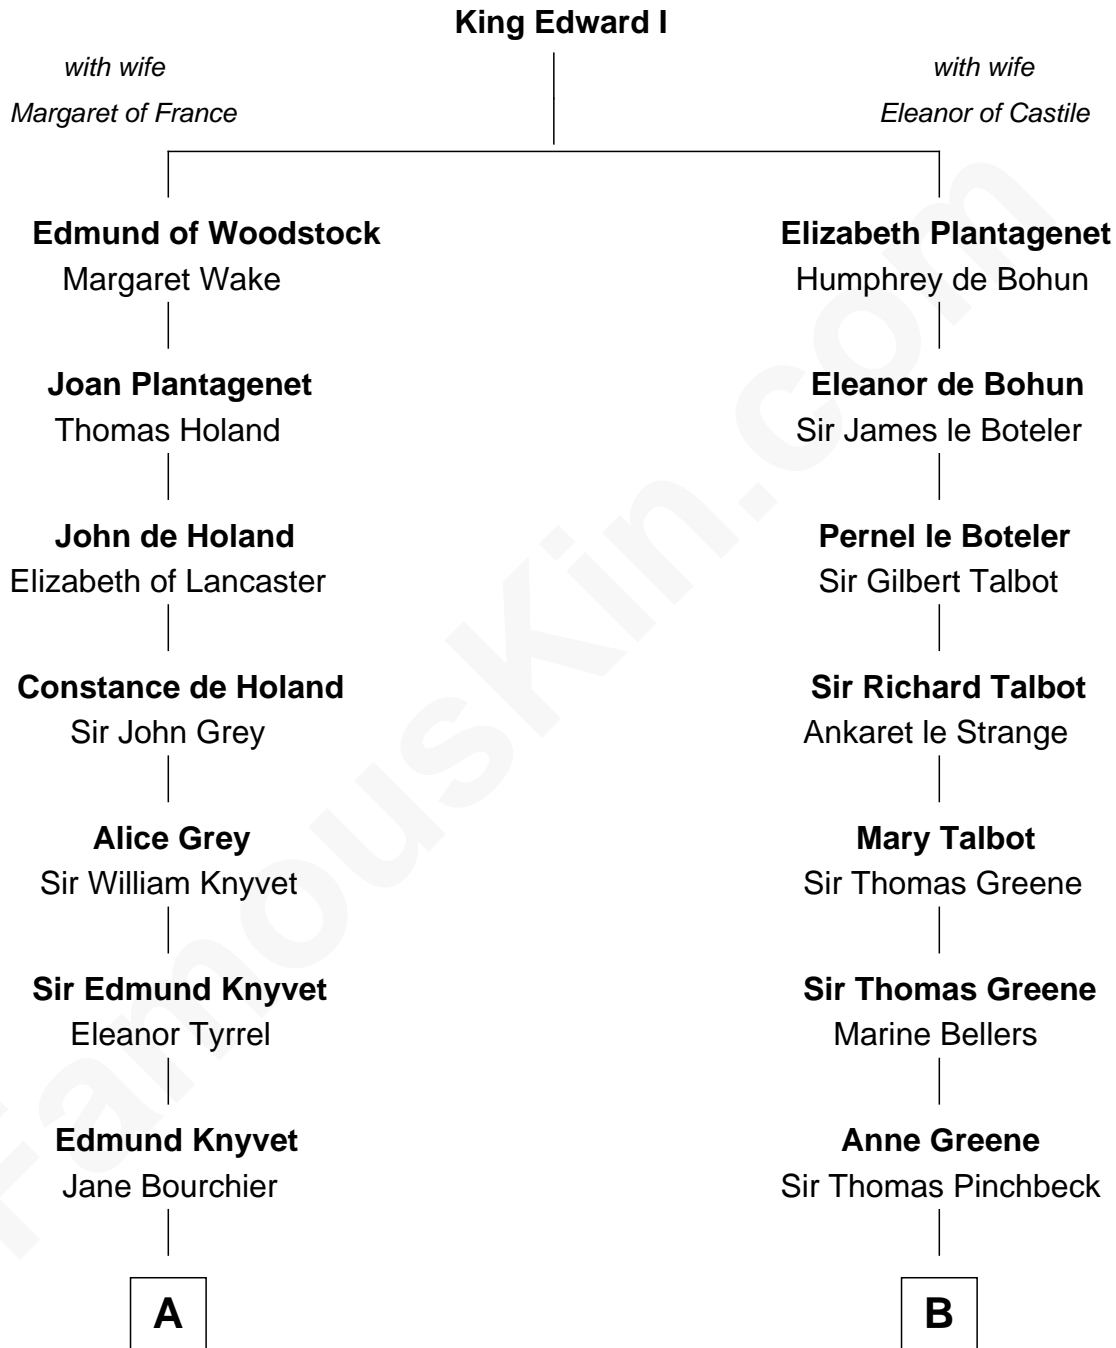 King Edward I
with wife
Margaret of France
with wife
Eleanor of Castile
Edmund of Woodstock
Margaret Wake
Elizabeth Plantagenet
Humphrey de Bohun
Joan Plantagenet
Thomas Holand
Eleanor de Bohun
Sir James le Boteler
John de Holand
Elizabeth of Lancaster
Pernel le Boteler
Sir Gilbert Talbot
Constance de Holand
Sir John Grey
Sir Richard Talbot
Ankaret le Strange
Alice Grey
Sir William Knyvet
Mary Talbot
Sir Thomas Greene
Sir Edmund Knyvet
Eleanor Tyrrel
Sir Thomas Greene
Marine Bellers
Edmund Knyvet
Jane Bourchier
Anne Greene
Sir Thomas Pinchbeck
A
B
FamousKin.com